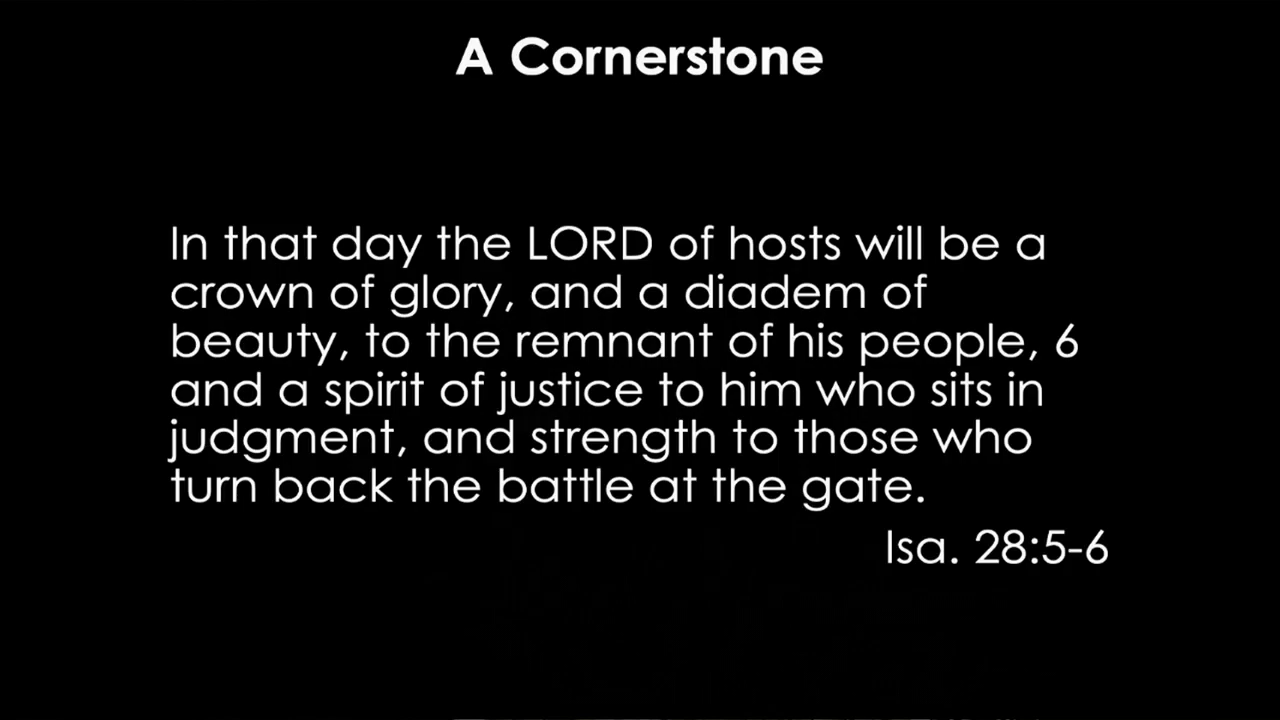 A Cornerstone
In that day the LORD of hosts will be a
crown of glory, and a diadem of
beauty, to the remnant of his people, 6
and a spirit of justice to him who sits in
judgment, and strength to those who
turn back the battle at the gate.
Isa. 28:5-6